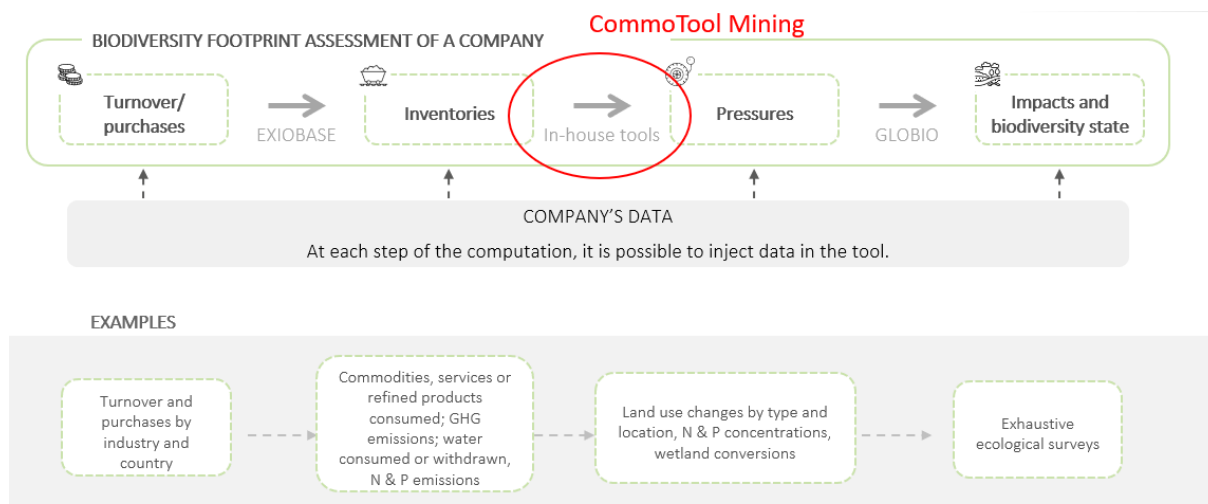 CommoTool Mining
BIODIVERSITY FOOTPRINT ASSESSMENT OF A COMPANY
Turnover/
purchases
EXIOBASE
Inventories
In-house tools
Pressures
GLOBIO
Impacts and
biodiversity state
COMPANY'S DATA
At each step of the computation, it is possible to inject data in the tool.
EXAMPLES
Turnover and
purchases by
industry and
country
Commodities, services or
refined products
consumed; GHG
emissions; water
consumed or withdrawn,
N & P emissions
Land use changes by type and
location, N & P concentrations,
wetland conversions
Exhaustive
ecological surveys